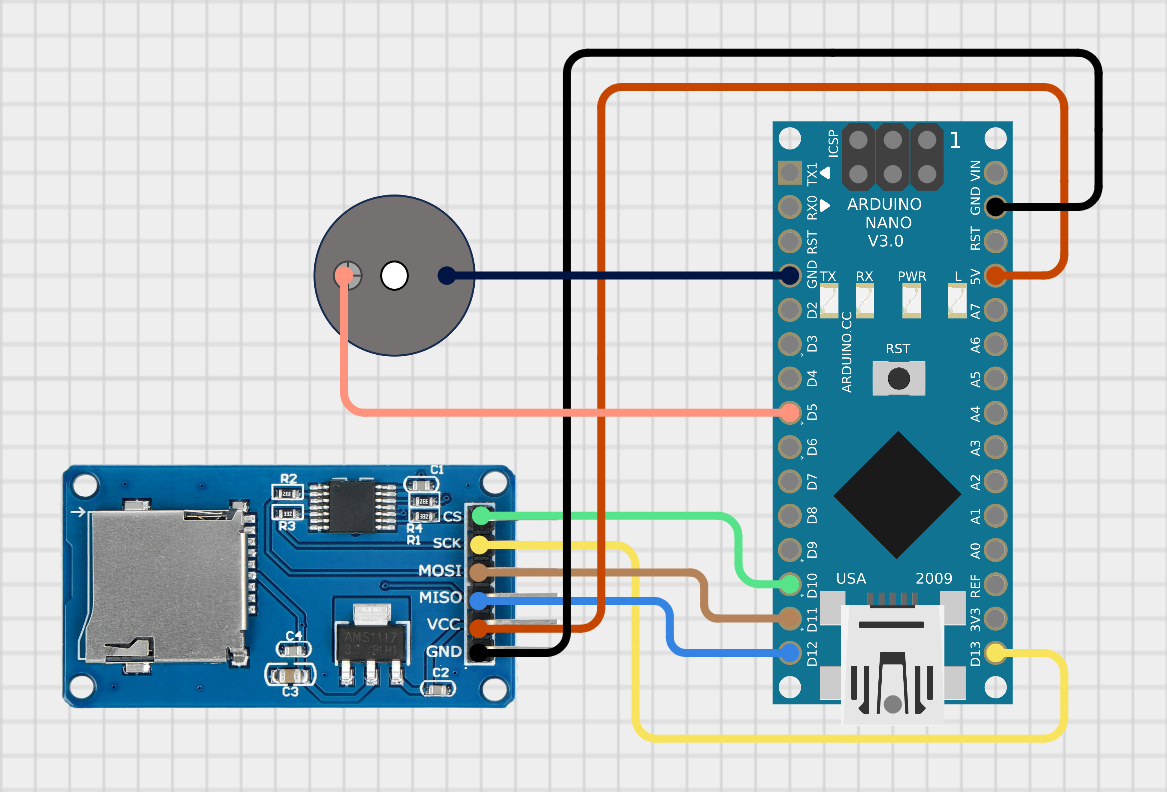 ICSP
1
TX1
RX0
RST
GND
D2
D3
D4
D5
D6
D7
D8
D9
D10
D11
D12
VIN
GND
RST
5V
A7
A6
A5
A4
A3
A2
A1
A0
REF
3V3
D13
ARDUINO
NANO
V3.0
TX RX PWR L
ARDUINO.CC
RST
USA 2009
C1
R2
R3
R4
R1
CS
SCK
MOSI
MISO
VCC
GND
AMS1117
C4
C3
C2